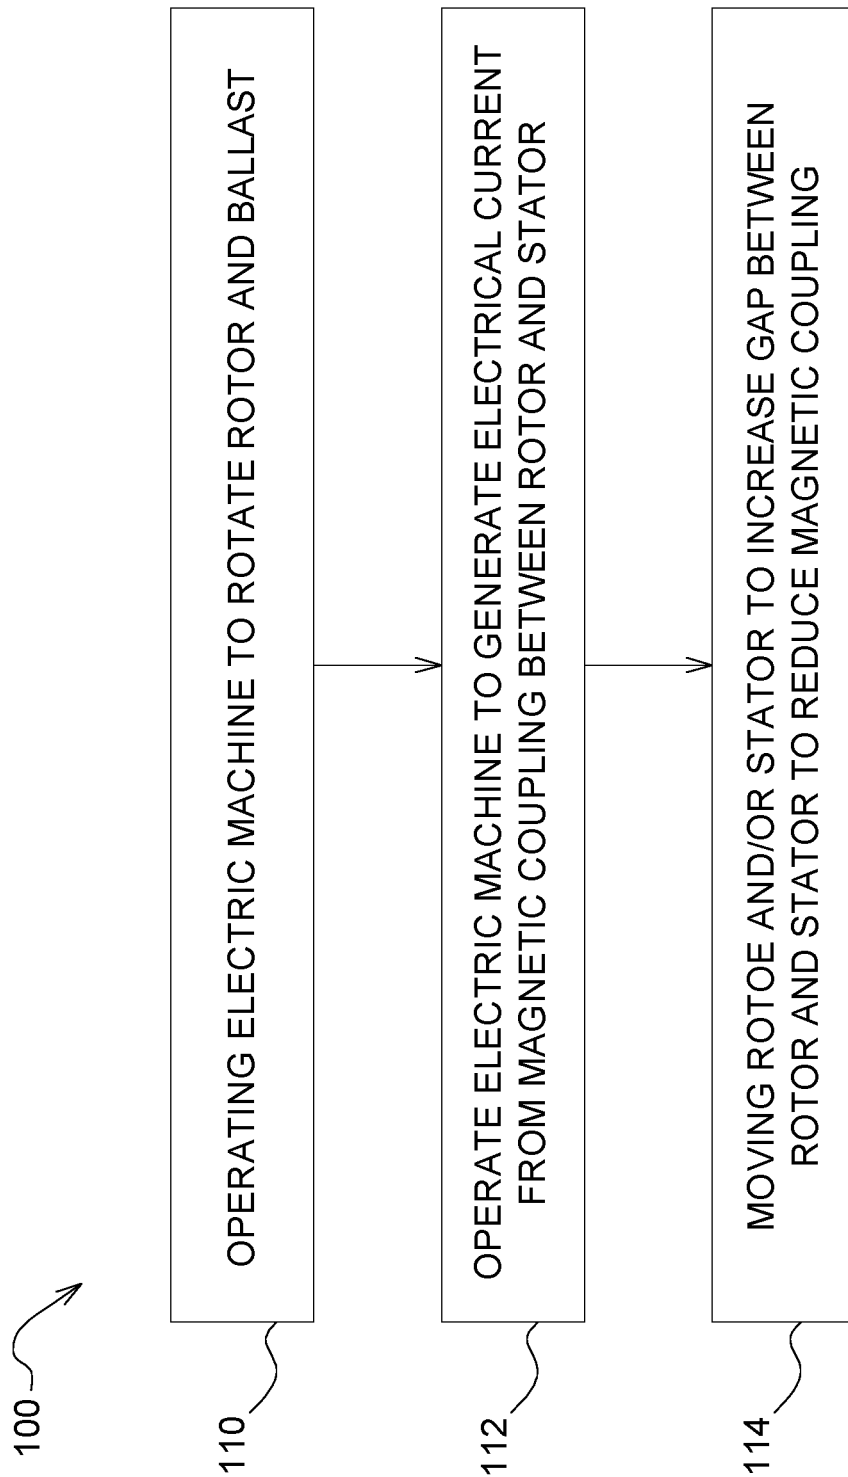 100
110
OPERATING ELECTRIC MACHINE TO ROTATE ROTOR AND BALLAST
112
OPERATE ELECTRIC MACHINE TO GENERATE ELECTRICAL CURRENT
FROM MAGNETIC COUPLING BETWEEN ROTOR AND STATOR
114
MOVING ROTOE AND/OR STATOR TO INCREASE GAP BETWEEN
ROTOR AND STATOR TO REDUCE MAGNETIC COUPLING